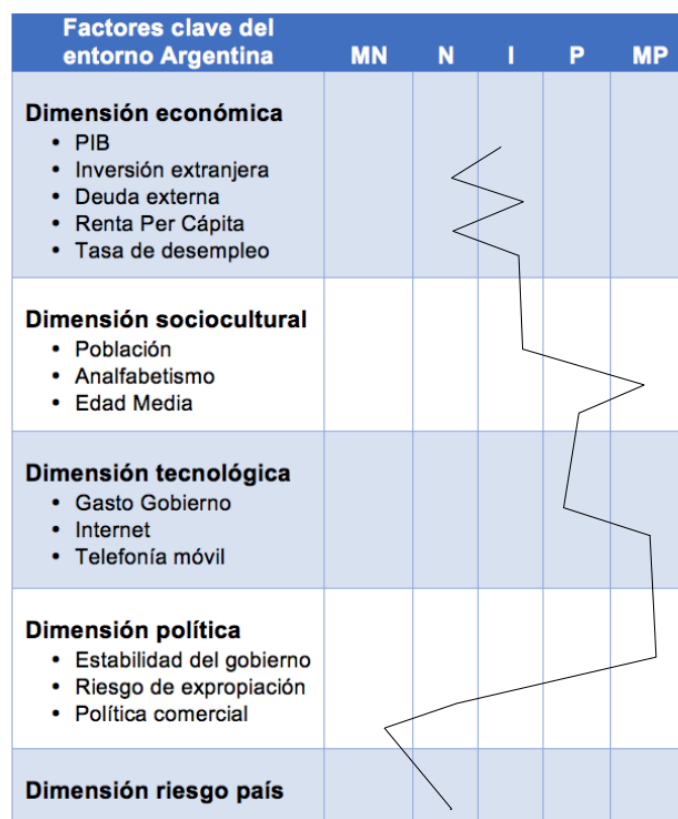 Factores clave del
entorno Argentina
MN N I P MP
Dimensión económica
• PIB
• Inversión extranjera
• Deuda externa
• Renta Per Cápita
• Tasa de desempleo
Dimensión sociocultural
• Población
• Analfabetismo
• Edad Media
Dimensión tecnológica
• Gasto Gobierno
• Internet
• Telefonía móvil
Dimensión política
• Estabilidad del gobierno
• Riesgo de expropiación
• Política comercial
Dimensión riesgo país